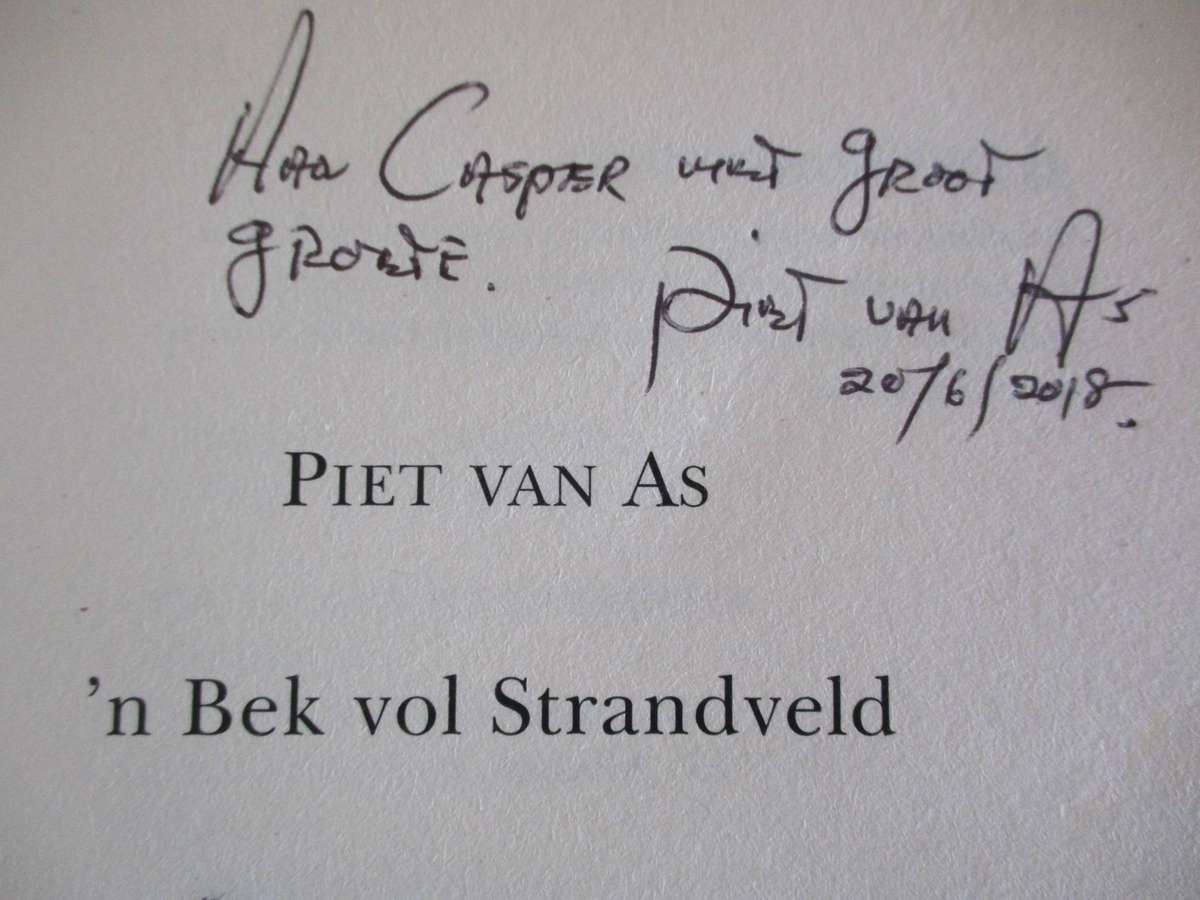 Aan Casper met groot
groete.
Piet van As
20/6/2018.
PIET VAN AS
'n Bek vol Strandveld